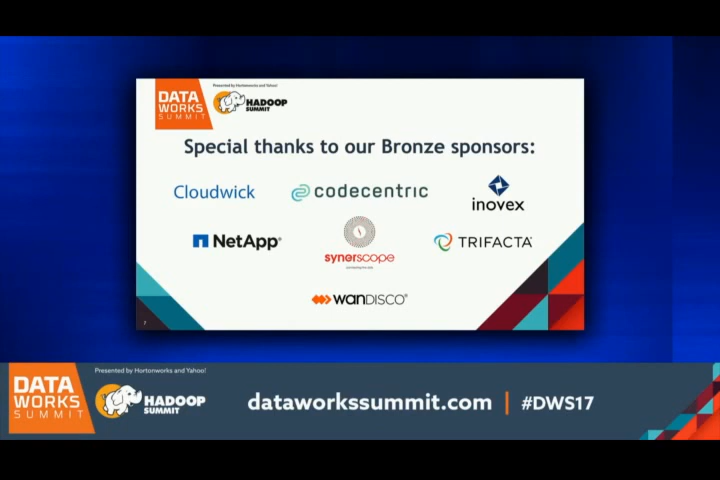 Presented by Hortonworks and Yahoo!
DATA
WORKS
SUMMIT
HADOOP
SUMMIT
Special thanks to our Bronze sponsors:
Cloudwick
codecentric
inovex
NetApp®
synerscope
TRIFACTA
WANDISCO®
7
Presented by Hortonworks and Yahoo!
DATA
WORKS
SUMMIT
HADOOP
SUMMIT
dataworkssummit.com | #DWS17